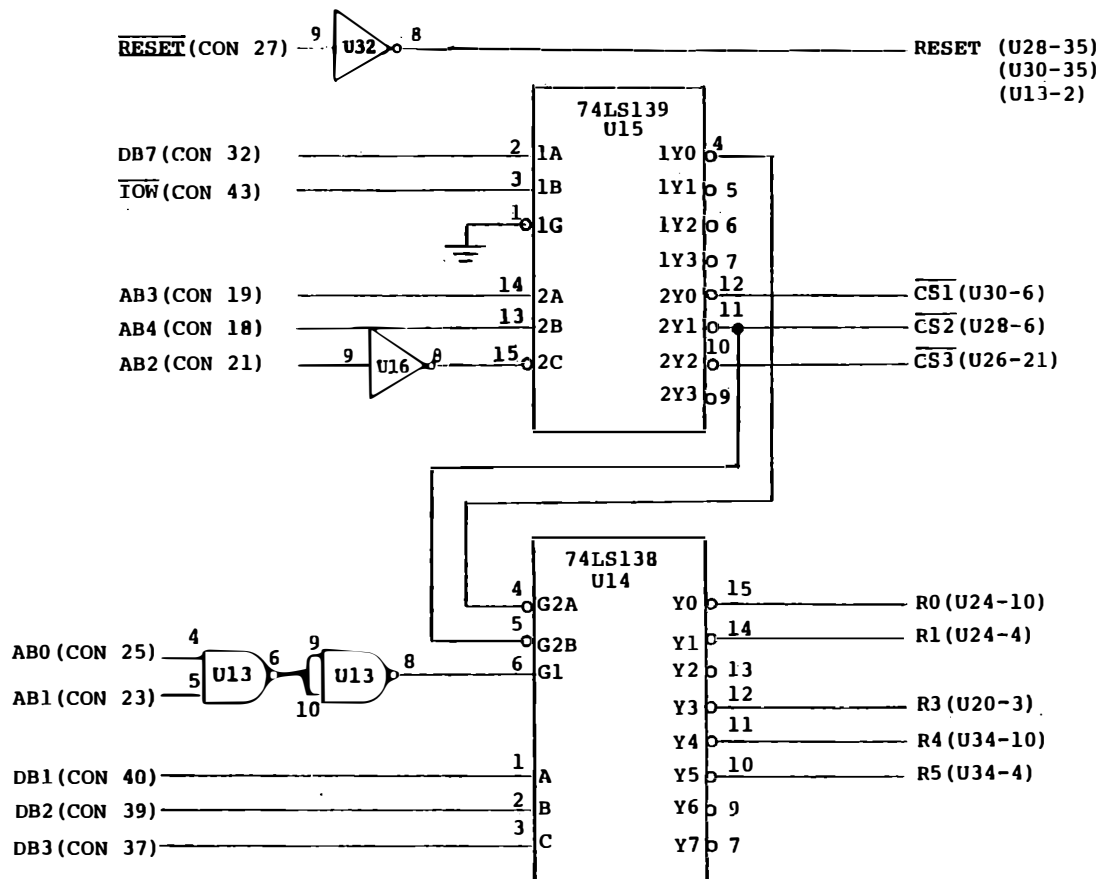 RESET (CON 27) 9 U32 8 RESET (U28-35)
(U30-35)
(U13-2)
74LS139
U15
DB7 (CON 32) 2 1A 1Y0 4
IOW (CON 43) 3 1B 1Y1 5
1 1G 1Y2 6
1Y3 7
AB3 (CON 19) 14 2A 2Y0 12 CS1 (U30-6)
AB4 (CON 18) 13 2B 2Y1 11 CS2 (U28-6)
AB2 (CON 21) 9 U16 8 15 2C 2Y2 10 CS3 (U26-21)
2Y3 9
74LS138
U14
4 G2A Y0 15 R0 (U24-10)
5 G2B Y1 14 R1 (U24-4)
AB0 (CON 25) 4 U13 6 9 U13 8 6 G1 Y2 13
AB1 (CON 23) 5 10 Y3 12 R3 (U20-3)
Y4 11 R4 (U34-10)
DB1 (CON 40) 1 A Y5 10 R5 (U34-4)
DB2 (CON 39) 2 B Y6 9
DB3 (CON 37) 3 C Y7 7